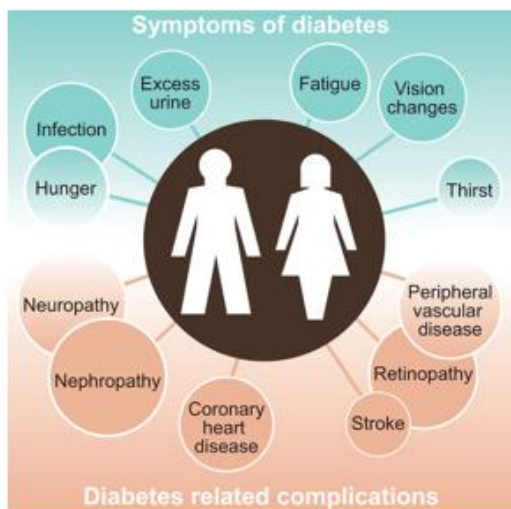 Symptoms of diabetes
Excess
urine
Fatigue
Vision
changes
Infection
Hunger
Thirst
Neuropathy
Peripheral
vascular
disease
Nephropathy
Retinopathy
Coronary
heart
disease
Stroke
Diabetes related complications